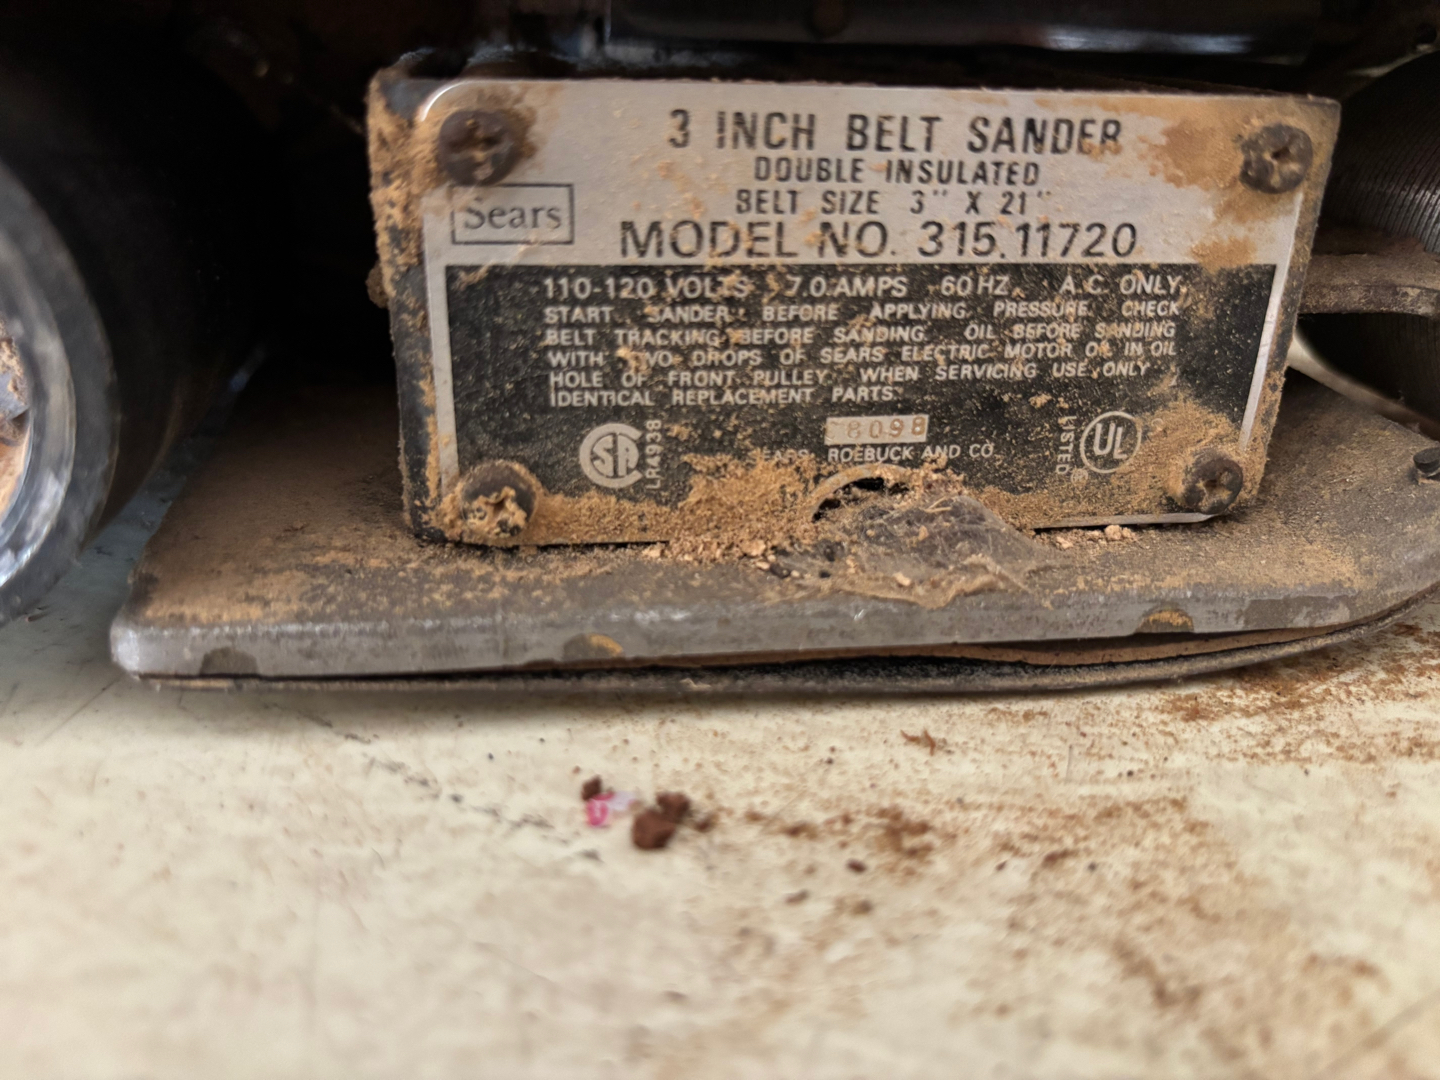 3 INCH BELT SANDER
DOUBLE INSULATED
BELT SIZE 3" X 21"
Sears
MODEL NO. 315.11720
110-120 VOLTS 7.0 AMPS 60 HZ A.C. ONLY.
START SANDER BEFORE APPLYING PRESSURE. CHECK
BELT TRACKING BEFORE SANDING. OIL BEFORE SANDING
WITH TWO DROPS OF SEARS ELECTRIC MOTOR OIL IN OIL
HOLE OF FRONT PULLEY. WHEN SERVICING USE ONLY
IDENTICAL REPLACEMENT PARTS.
SA
LR4938
SEARS, ROEBUCK AND CO.
LISTED
UL